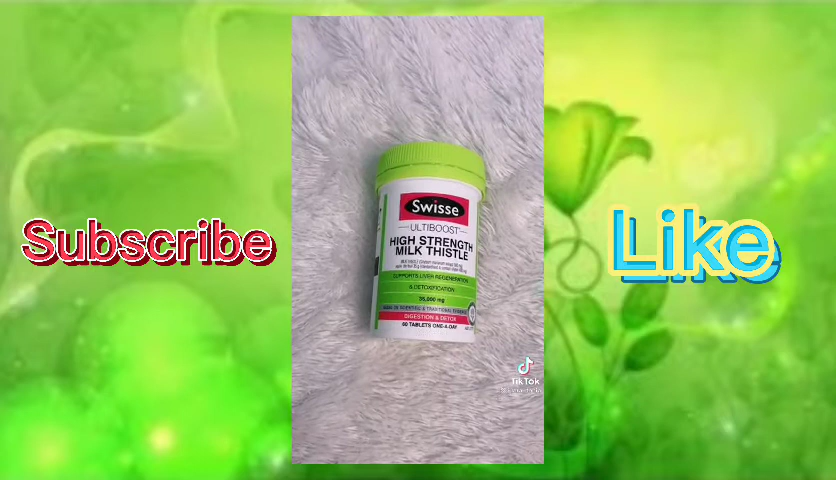 Subscribe
Swisse
ULTIBOOST
HIGH STRENGTH
MILK THISTLE
SUPPORTS LIVER REGENERATION
& DETOXIFICATION
35,000 mg
DIGESTION & DETOX
60 TABLETS ONE-A-DAY
Like
TikTok